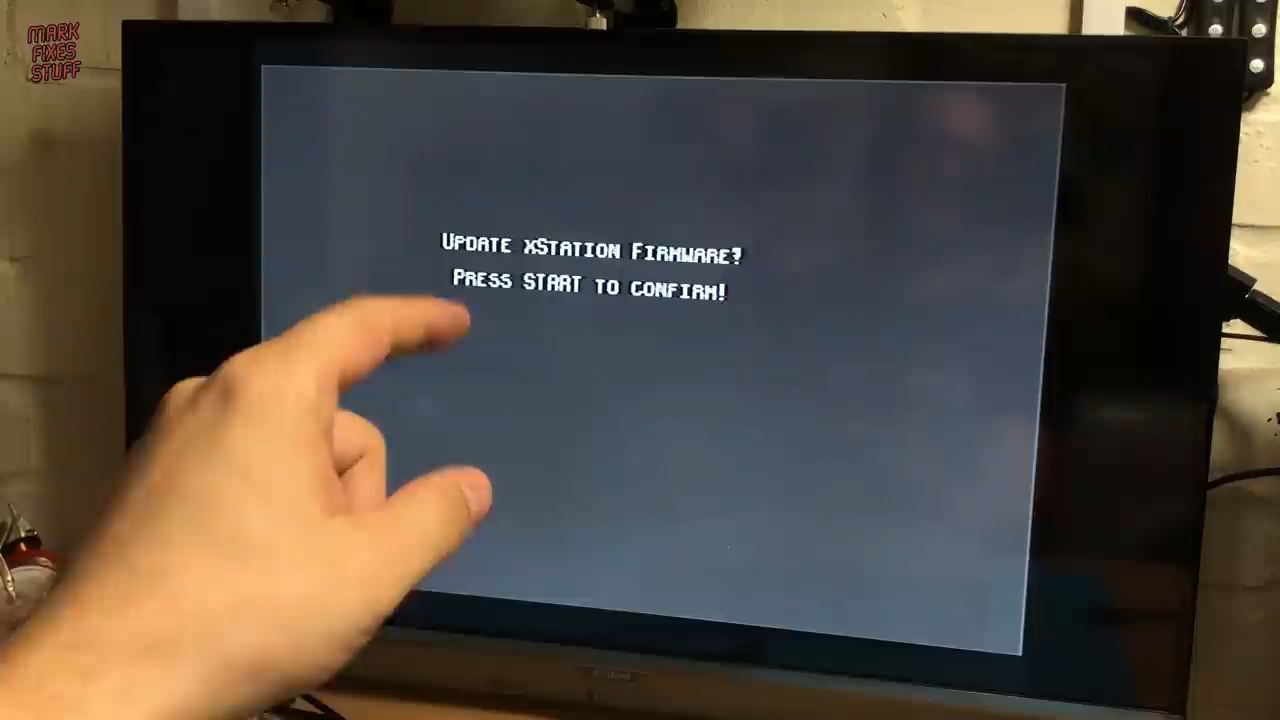 MARK
FIXES
STUFF
UPDATE XSTATION FIRMWARE?
PRESS START TO CONFIRM!